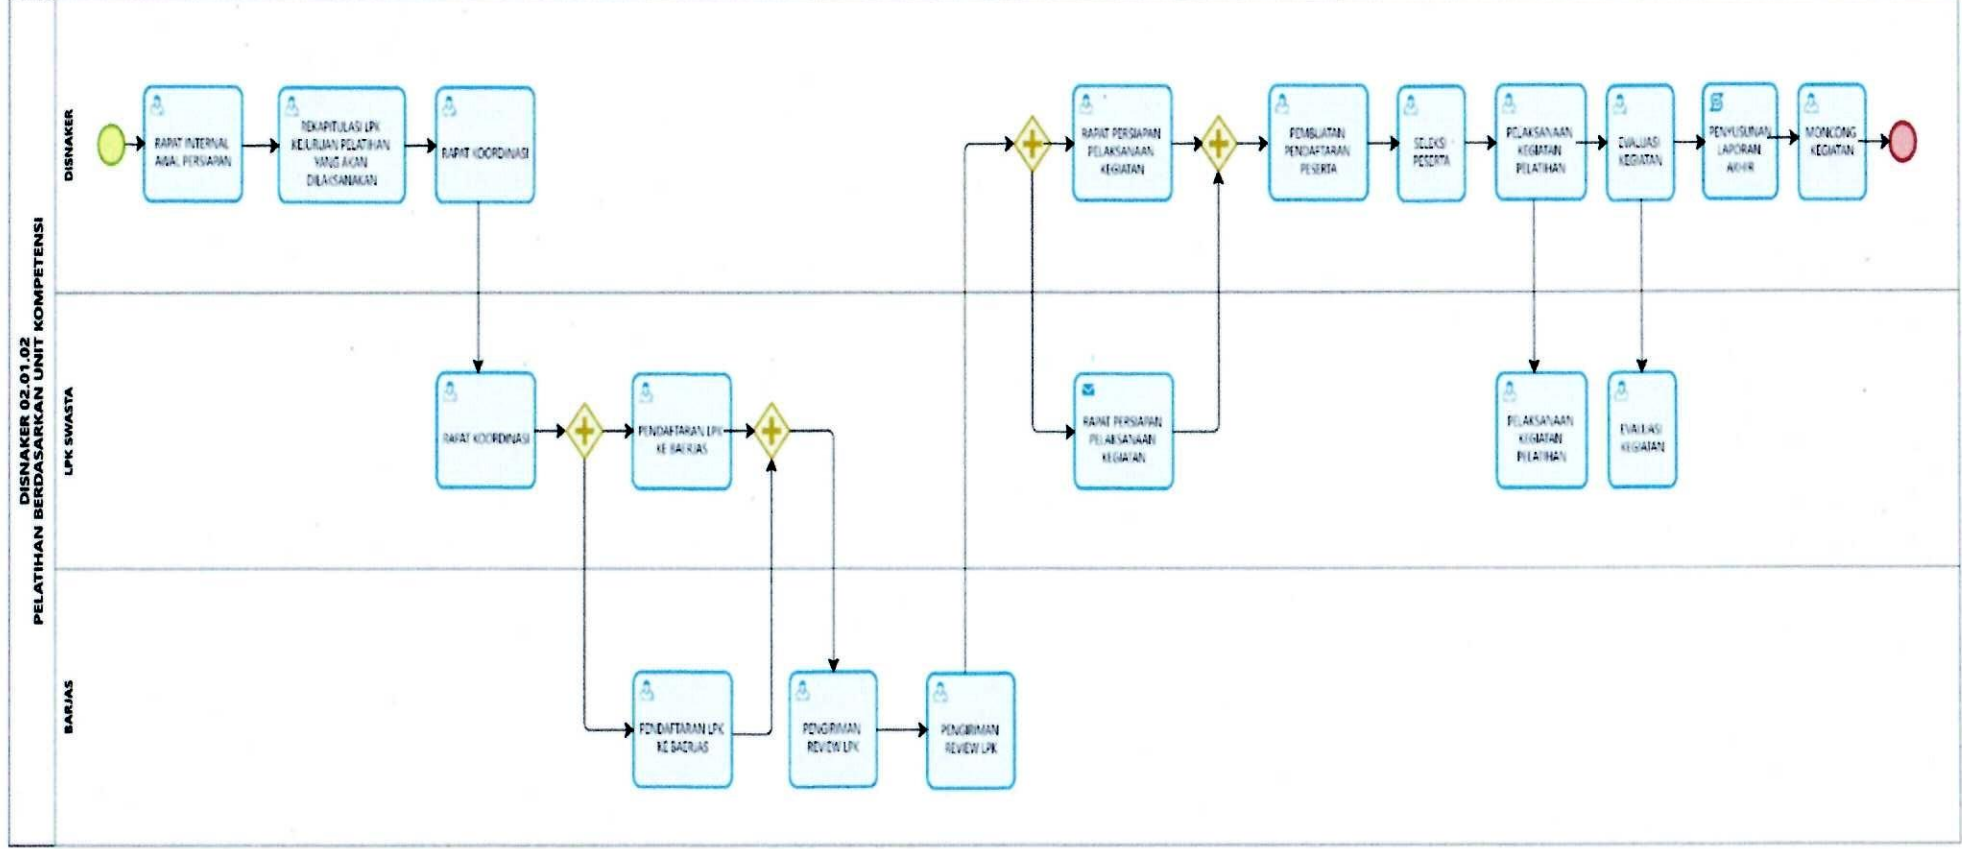 DISNAKER 02.01.02
PELATIHAN BERDASARKAN UNIT KOMPETENSI
DISNAKER
RAPAT INTERNAL
AWAL PERSIAPAN
REKAPITULASI LPK
KEJURUAN PELATIHAN
YANG AKAN
DILAKSANAKAN
RAPAT KOORDINASI
RAPAT PERSIAPAN
PELAKSANAAN
KEGIATAN
PEMBUATAN
PENDAFTARAN
PESERTA
SELEKSI
PESERTA
PELAKSANAAN
KEGIATAN
PELATIHAN
EVALUASI
KEGIATAN
PENYUSUNAN
LAPORAN
AKHIR
KEGIATAN
LPK SWASTA
RAPAT KOORDINASI
PENDAFTARAN LPK
KE BAERJAS
RAPAT PERSIAPAN
PELAKSANAAN
KEGIATAN
PELAKSANAAN
KEGIATAN
PELATIHAN
EVALUASI
KEGIATAN
BARJAS
PENDAFTARAN LPK
KE BAERJAS
PENGIRIMAN
REVIEW LPK
PENGIRIMAN
REVIEW LPK